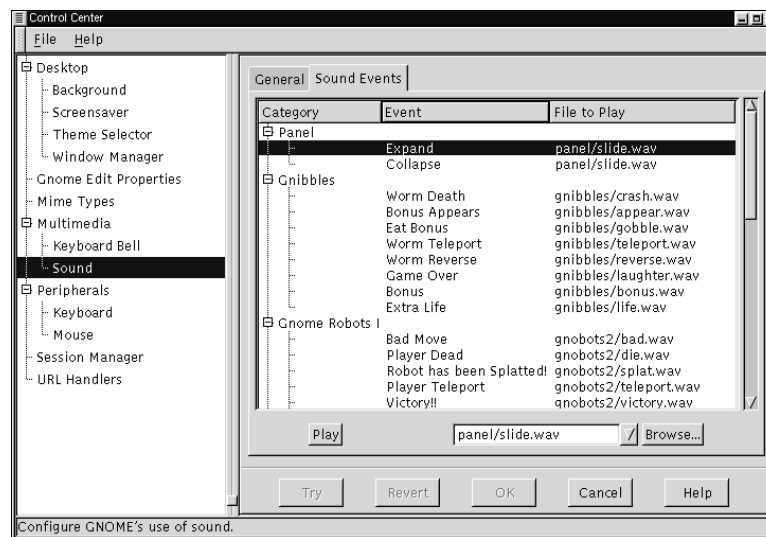 Control Center
File Help
Desktop
Background
Screensaver
Theme Selector
Window Manager
Gnome Edit Properties
Mime Types
Multimedia
Keyboard Bell
Sound
Peripherals
Keyboard
Mouse
Session Manager
URL Handlers
General Sound Events
Category Event File to Play
Panel
Expand panel/slide.wav
Collapse panel/slide.wav
Gnibbles
Worm Death gnibbles/crash.wav
Bonus Appears gnibbles/appear.wav
Eat Bonus gnibbles/gobble.wav
Worm Teleport gnibbles/teleport.wav
Worm Reverse gnibbles/reverse.wav
Game Over gnibbles/laughter.wav
Bonus gnibbles/bonus.wav
Extra Life gnibbles/life.wav
Gnome Robots I
Bad Move gnobots2/bad.wav
Player Dead gnobots2/die.wav
Robot has been Splatted! gnobots2/splat.wav
Player Teleport gnobots2/teleport.wav
Victory!! gnobots2/victory.wav
Play panel/slide.wav Browse...
Try Revert OK Cancel Help
Configure GNOME's use of sound.